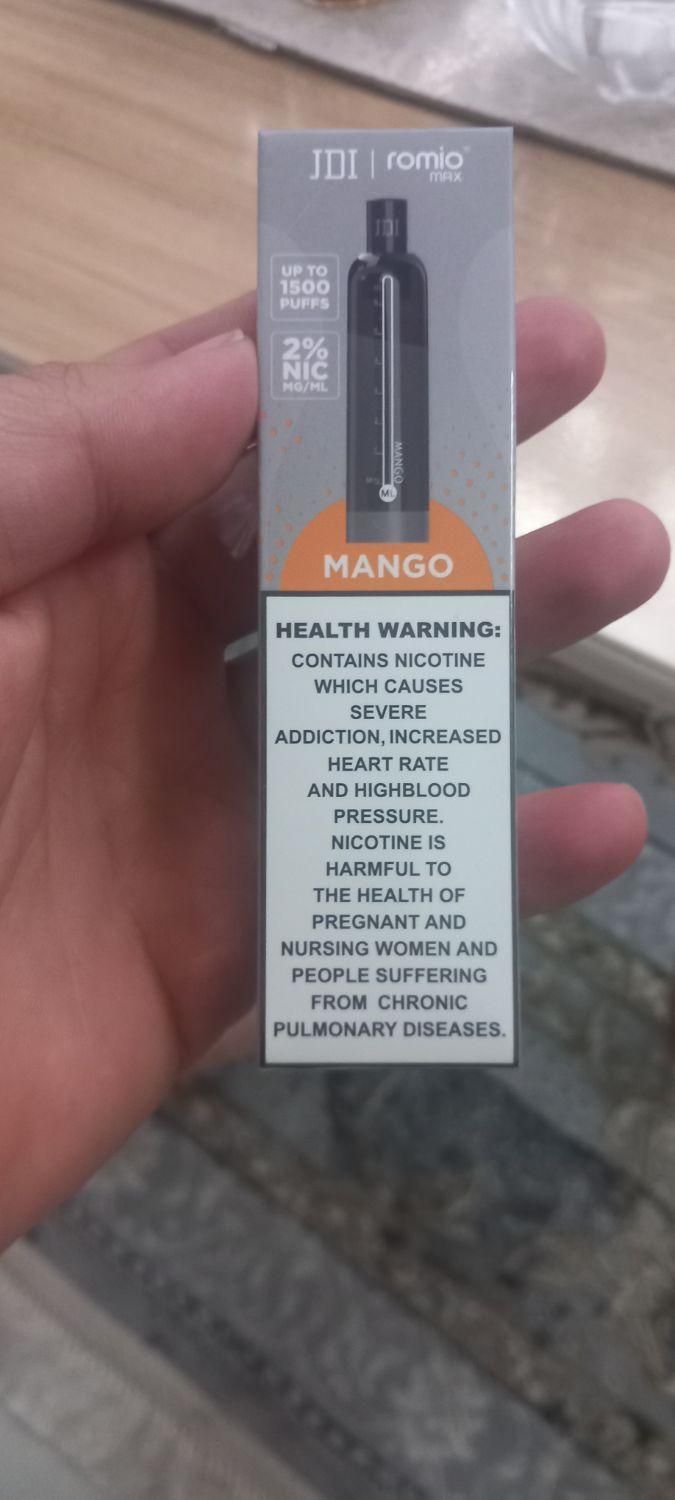 JDI | romio®
MAX
JDI
UP TO
1500
PUFFS
2%
NIC
MG/ML
MANGO
ML
MANGO
HEALTH WARNING:
CONTAINS NICOTINE
WHICH CAUSES
SEVERE
ADDICTION, INCREASED
HEART RATE
AND HIGHBLOOD
PRESSURE.
NICOTINE IS
HARMFUL TO
THE HEALTH OF
PREGNANT AND
NURSING WOMEN AND
PEOPLE SUFFERING
FROM CHRONIC
PULMONARY DISEASES.